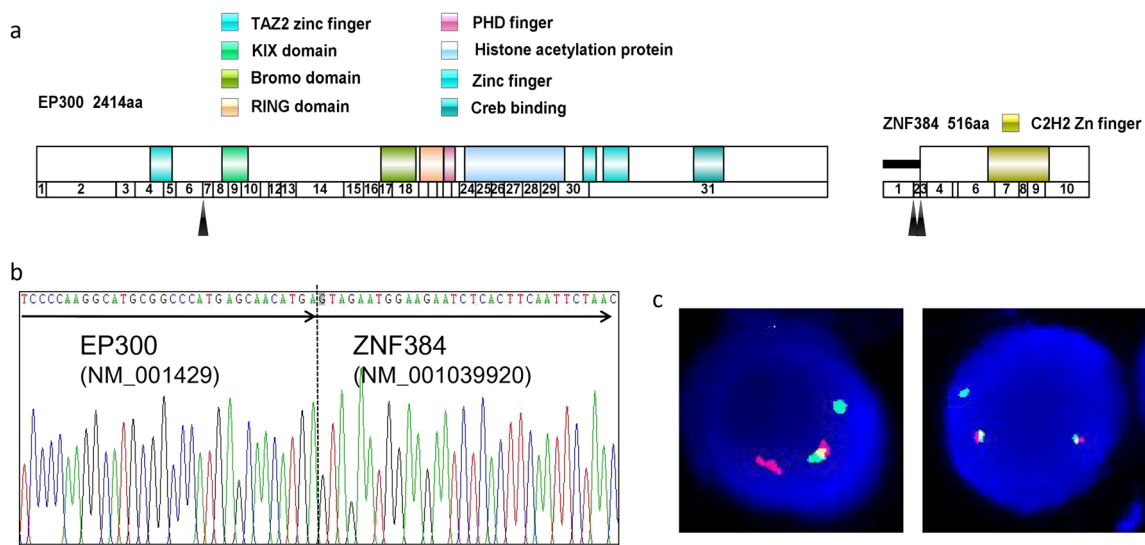 a
TAZ2 zinc finger
KIX domain
Bromo domain
RING domain
PHD finger
Histone acetylation protein
Zinc finger
Creb binding
EP300 2414aa
ZNF384 516aa
C2H2 Zn finger
1 2 3 4 5 6 7 8 9 10 12 13 14 15 16 17 18 24 25 26 27 28 29 30 31
1 2 3 4 6 7 8 9 10
b
TCCCCAAGGCATGCGGCCCATGAGCAACATGAGTAGAATGGAAGAATCTCACTTCAATTCTAAC
EP300
(NM_001429)
ZNF384
(NM_001039920)
c